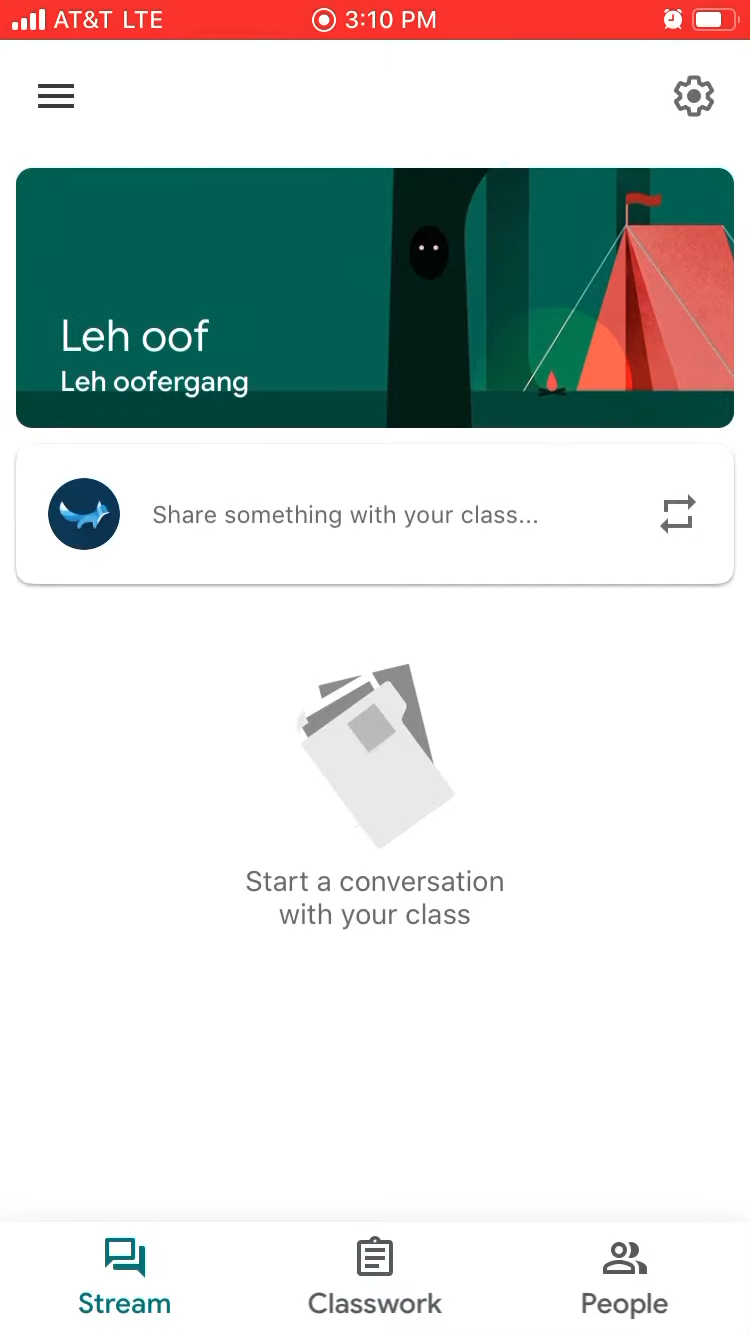 AT&T LTE 3:10 PM
Leh oof
Leh oofergang
Share something with your class...
Start a conversation
with your class
Stream Classwork People